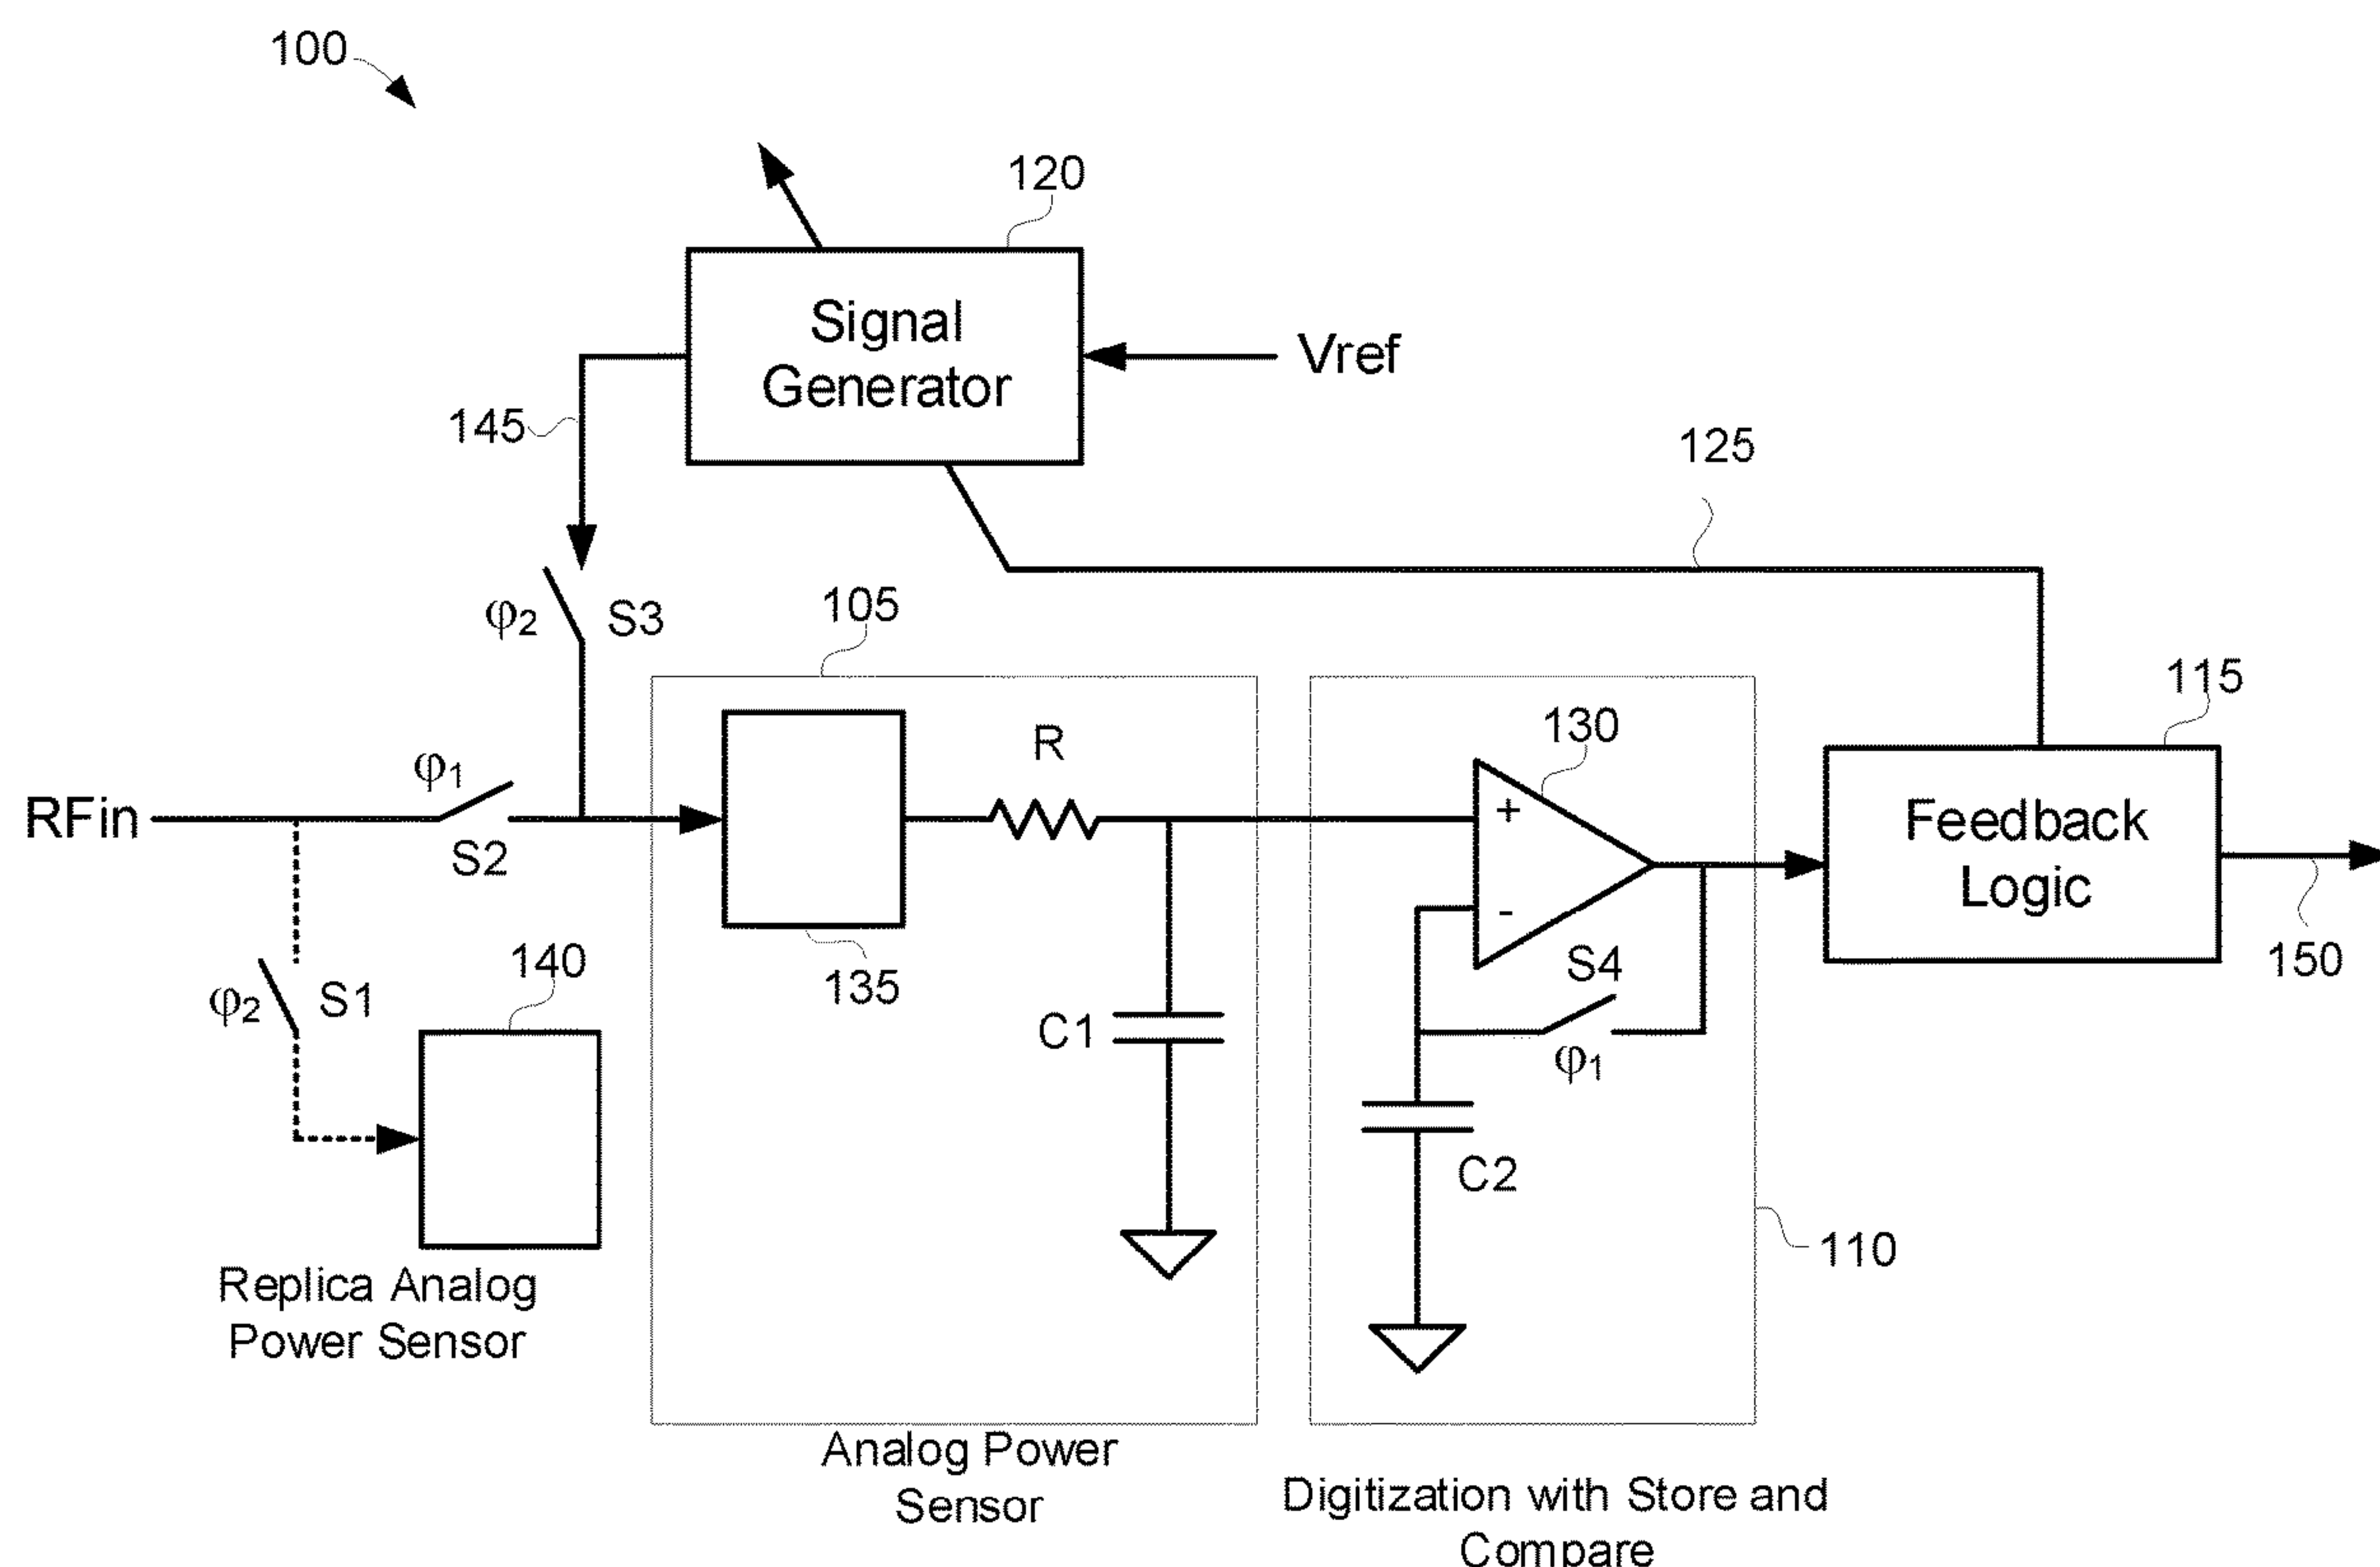 100
120
Signal
Generator
Vref
145
125
φ2
S3
105
115
130
R
φ1
RFin
S2
+
-
Feedback
Logic
135
140
S4
150
φ2
S1
C1
φ1
C2
110
Replica Analog
Power Sensor
Analog Power
Sensor
Digitization with Store and
Compare